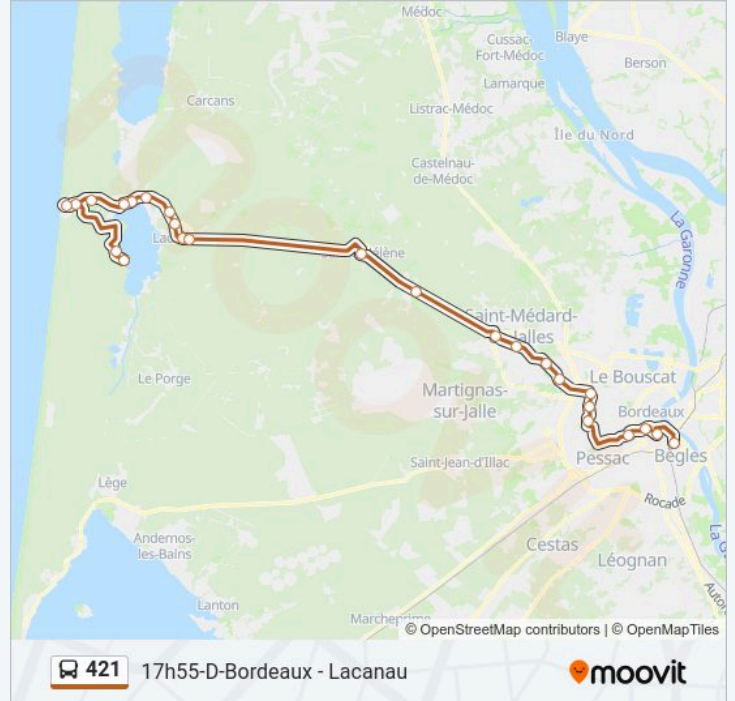 Médoc
Cussac-
Fort-Médoc
Blaye
Berson
Lamarque
Carcans
Listrac-Médoc
Île du Nord
Castelnau-
de-Médoc
La Garonne
Saint-Médard-
Le Porge
Le Bouscat
Martignas-
sur-Jalle
Bordeaux
Saint-Jean-d'Illac
Pessac
Bègles
Lège
Rocade
Andernos-
les-Bains
Cestas
Léognan
Lanton
Marcheprime
© OpenStreetMap contributors | © OpenMapTiles
421 17h55-D-Bordeaux - Lacanau
moovit